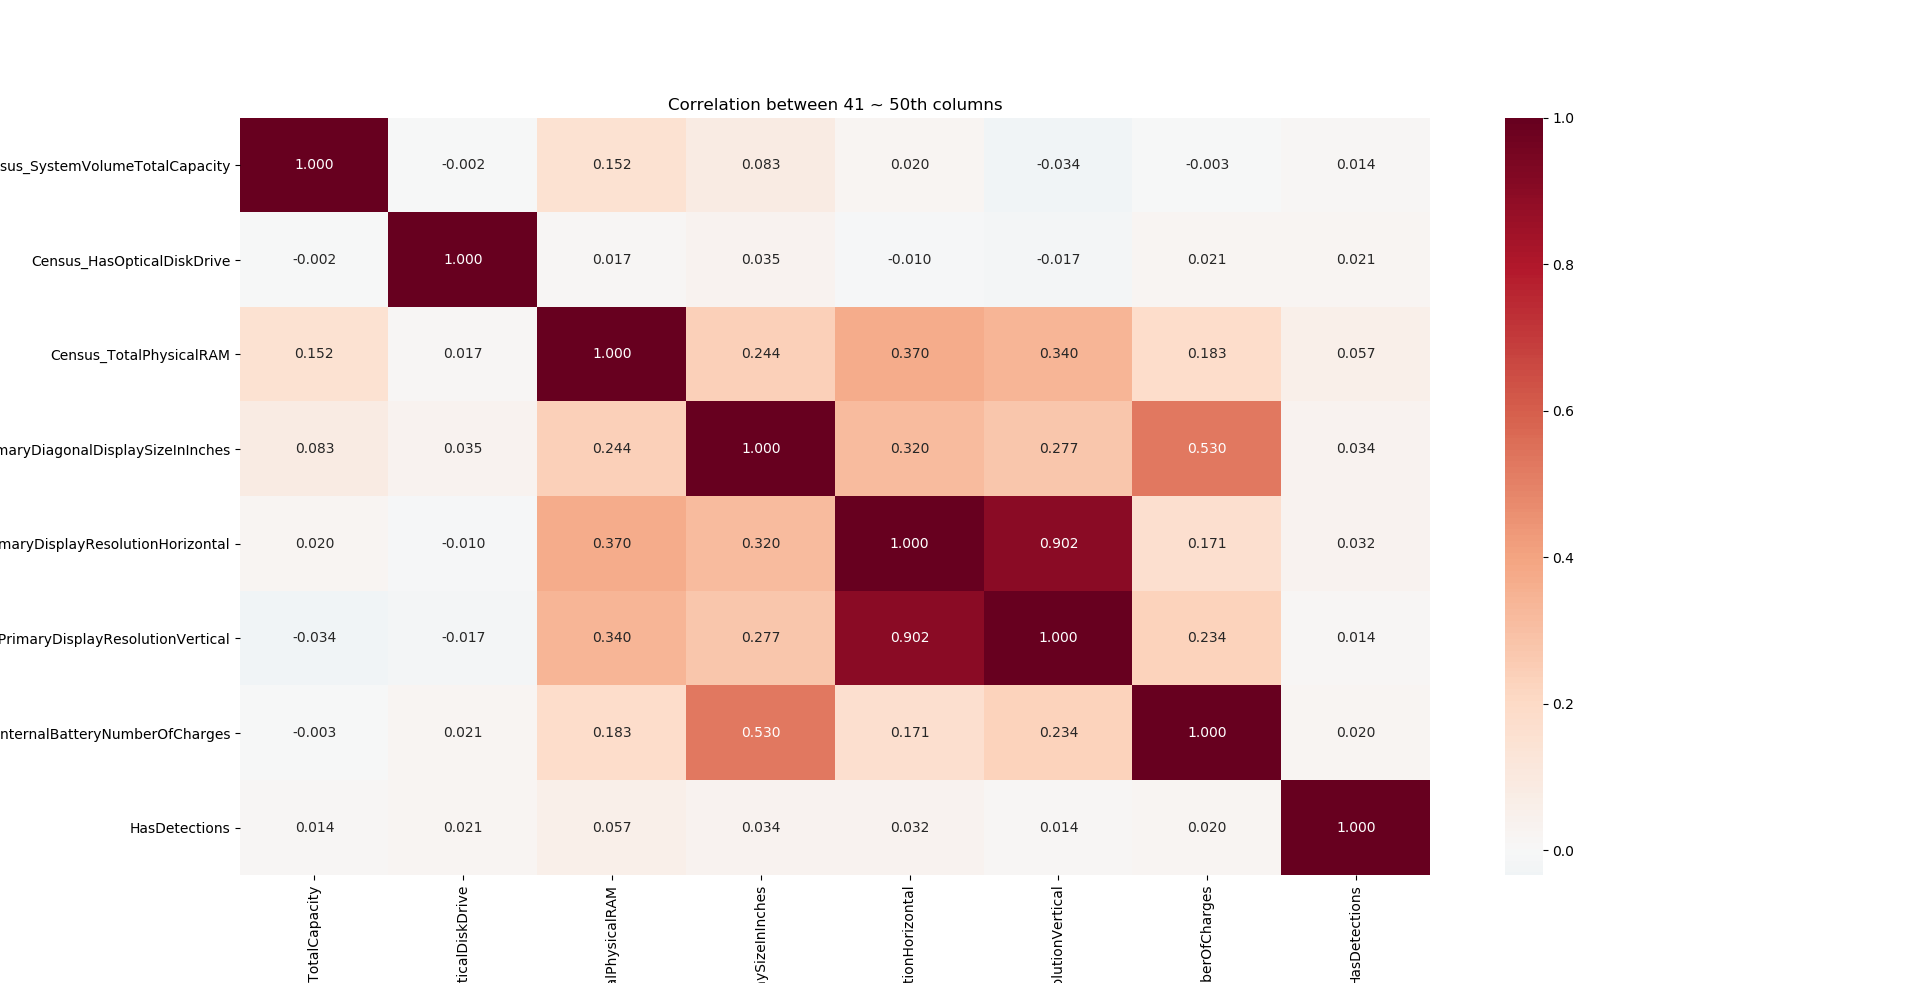 Correlation between 41 ~ 50th columns
sus_SystemVolumeTotalCapacity 1.000 -0.002 0.152 0.083 0.020 -0.034 -0.003 0.014
Census_HasOpticalDiskDrive -0.002 1.000 0.017 0.035 -0.010 -0.017 0.021 0.021
Census_TotalPhysicalRAM 0.152 0.017 1.000 0.244 0.370 0.340 0.183 0.057
maryDiagonalDisplaySizeInInches 0.083 0.035 0.244 1.000 0.320 0.277 0.530 0.034
maryDisplayResolutionHorizontal 0.020 -0.010 0.370 0.320 1.000 0.902 0.171 0.032
PrimaryDisplayResolutionVertical -0.034 -0.017 0.340 0.277 0.902 1.000 0.234 0.014
nternalBatteryNumberOfCharges -0.003 0.021 0.183 0.530 0.171 0.234 1.000 0.020
HasDetections 0.014 0.021 0.057 0.034 0.032 0.014 0.020 1.000
TotalCapacity
ticalDiskDrive
alPhysicalRAM
ySizeInInches
tionHorizontal
olutionVertical
berOfCharges
HasDetections
1.0
0.8
0.6
0.4
0.2
0.0